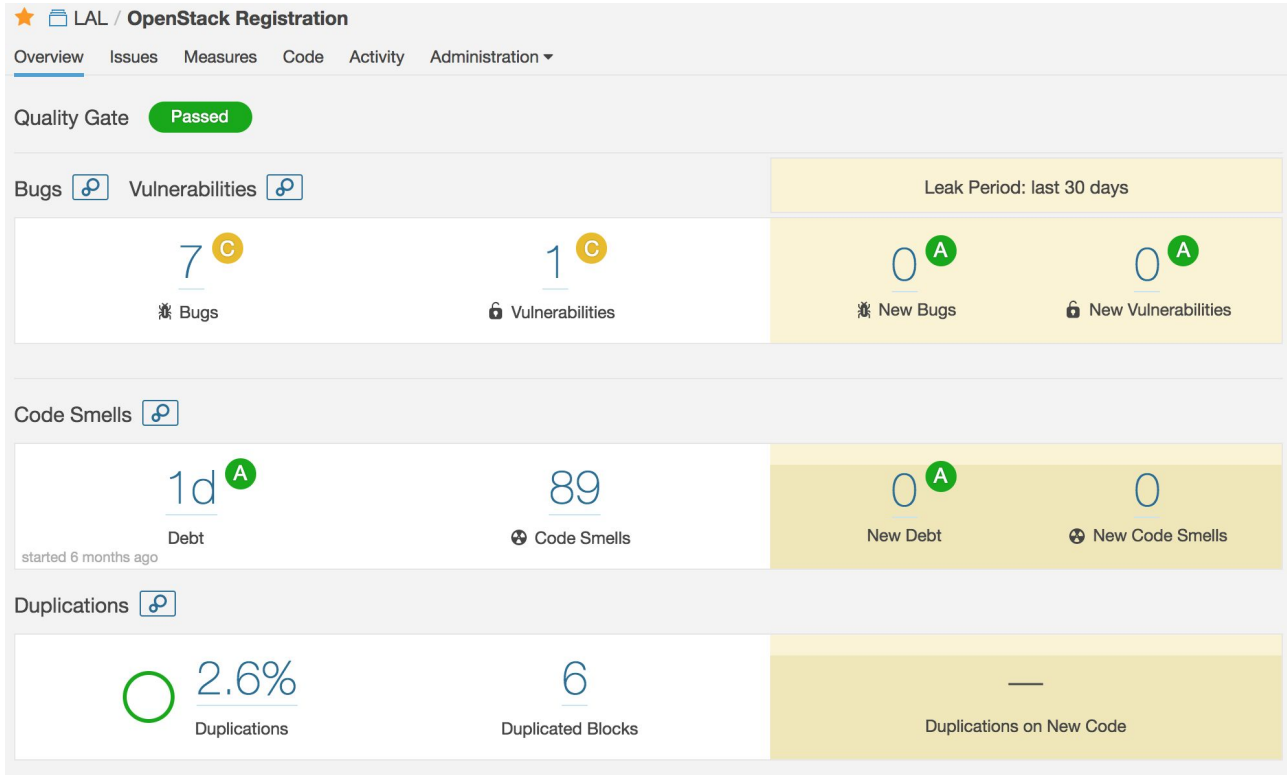 LAL / OpenStack Registration
Overview Issues Measures Code Activity Administration
Quality Gate Passed
Bugs Vulnerabilities
Leak Period: last 30 days
7 C 1 C 0 A 0 A
Bugs Vulnerabilities New Bugs New Vulnerabilities
Code Smells
1d A 89 0 A 0
Debt Code Smells New Debt New Code Smells
started 6 months ago
Duplications
2.6% 6 —
Duplications Duplicated Blocks Duplications on New Code